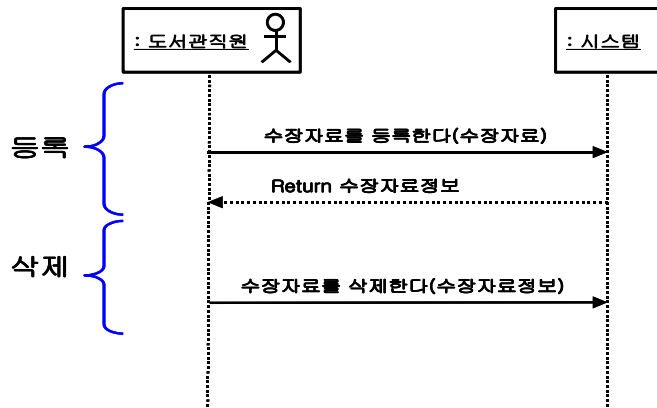 : 도서관직원
: 시스템
등록
수장자료를 등록한다(수장자료)
Return 수장자료정보
삭제
수장자료를 삭제한다(수장자료정보)